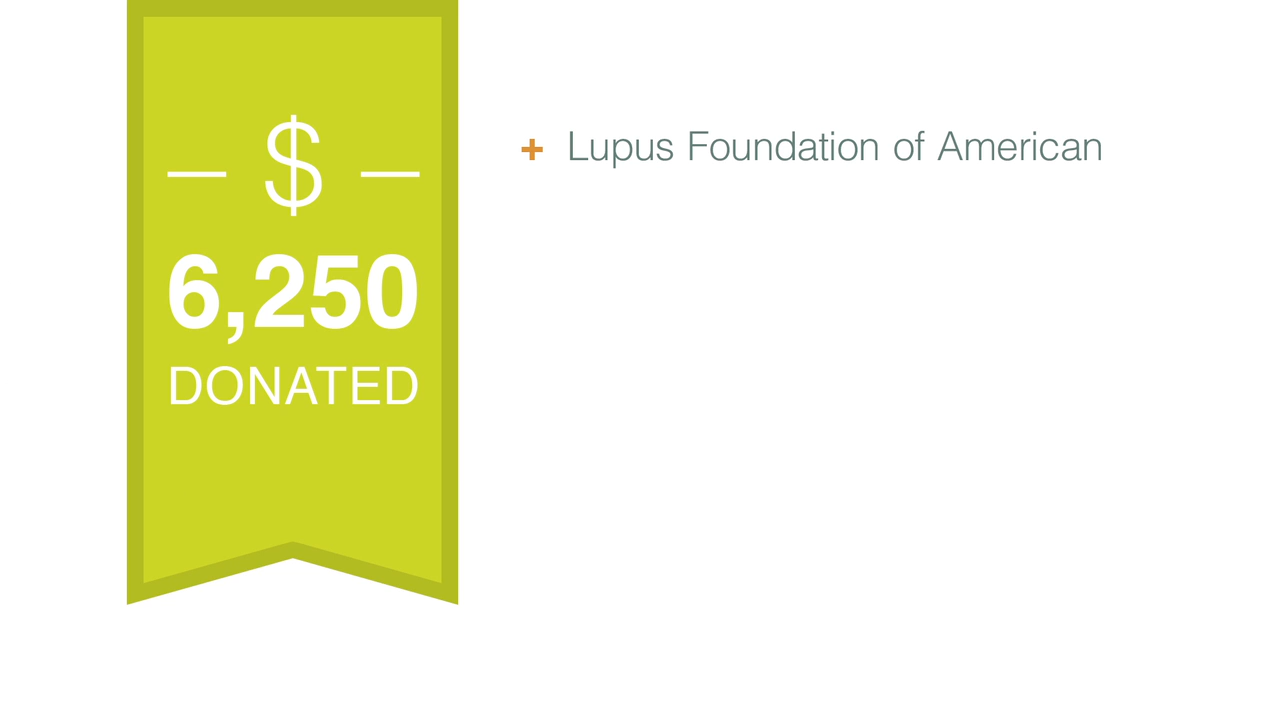 — $ —
6,250
DONATED
+ Lupus Foundation of American